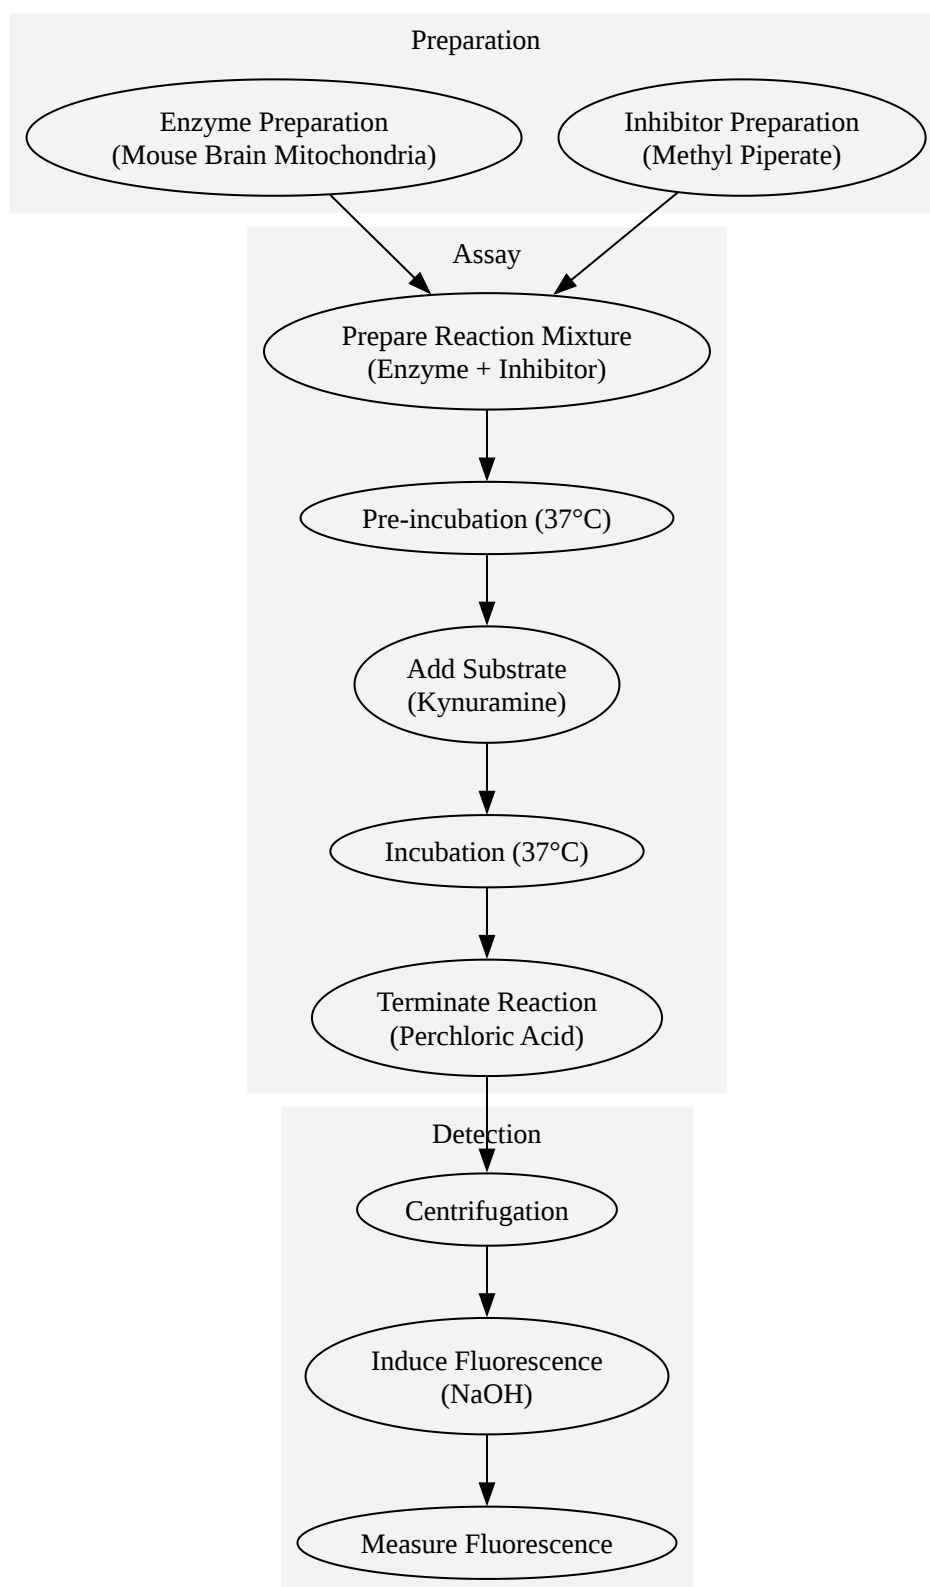 Preparation
Enzyme Preparation
(Mouse Brain Mitochondria)
Inhibitor Preparation
(Methyl Piperate)
Assay
Prepare Reaction Mixture
(Enzyme + Inhibitor)
Pre-incubation (37°C)
Add Substrate
(Kynuramine)
Incubation (37°C)
Terminate Reaction
(Perchloric Acid)
Detection
Centrifugation
Induce Fluorescence
(NaOH)
Measure Fluorescence